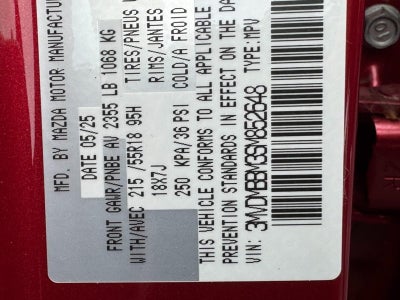 MFD. BY MAZDA MOTOR MANUFACTUR
DATE 05/25
FRONT GAWR/PNBE AV 2355 LB 1068 KG
WITH/AVEC 215 /55R18 95H TIRES/PNEUS
18X7J RIMS/JANTES
250 KPA/36 PSI COLD/A FROID
THIS VEHICLE CONFORMS TO ALL APPLICABLE
PREVENTION STANDARDS IN EFFECT ON THE DA
VIN: 3MVDMBBM3SM852648 TYPE: MPV